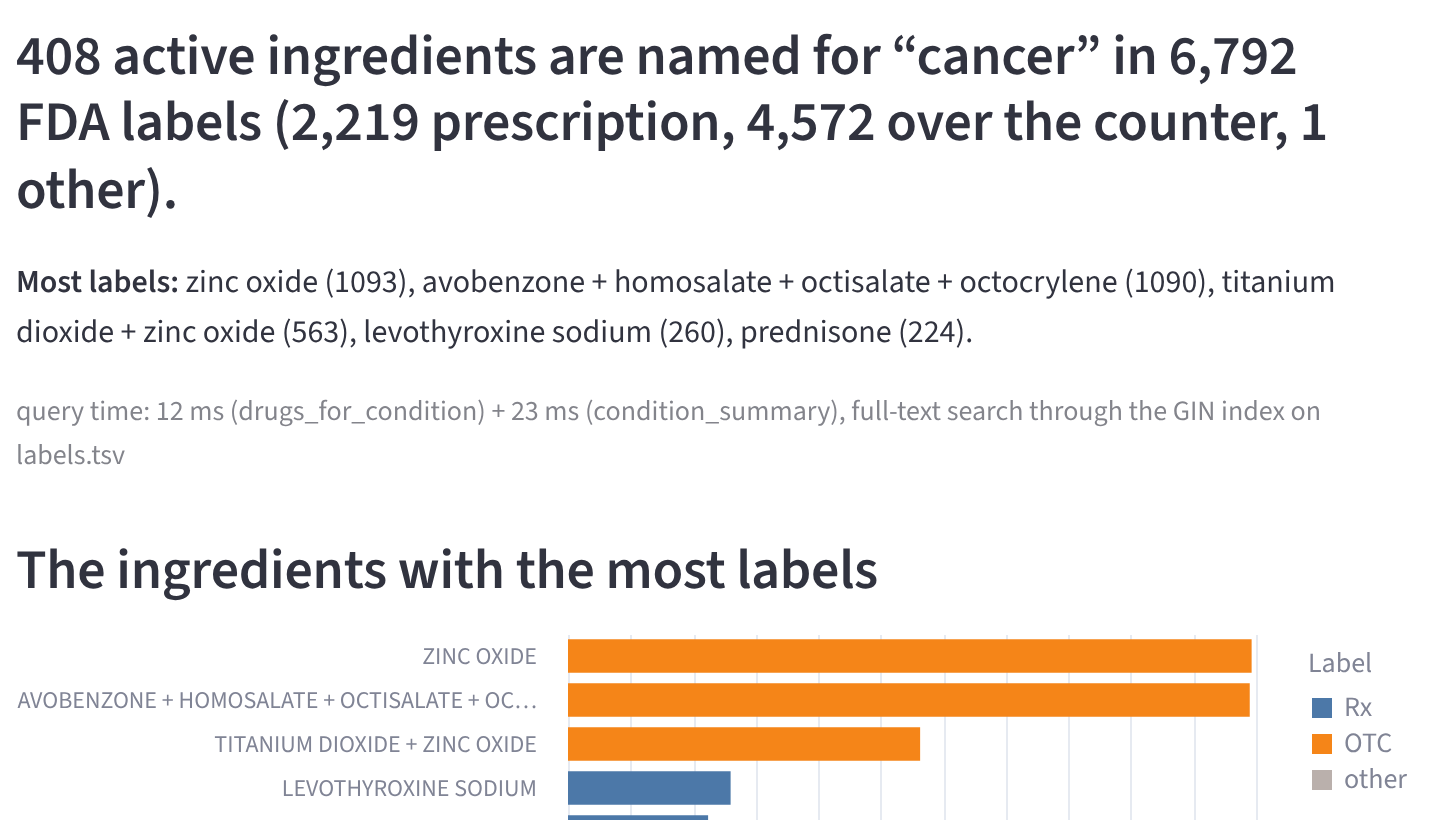 408 active ingredients are named for “cancer” in 6,792
FDA labels (2,219 prescription, 4,572 over the counter, 1
other).
Most labels: zinc oxide (1093), avobenzone + homosalate + octisalate + octocrylene (1090), titanium
dioxide + zinc oxide (563), levothyroxine sodium (260), prednisone (224).
query time: 12 ms (drugs_for_condition) + 23 ms (condition_summary), full-text search through the GIN index on
labels.tsv
The ingredients with the most labels
ZINC OXIDE
AVOBENZONE + HOMOSALATE + OCTISALATE + OC…
TITANIUM DIOXIDE + ZINC OXIDE
LEVOTHYROXINE SODIUM
Label
Rx
OTC
other